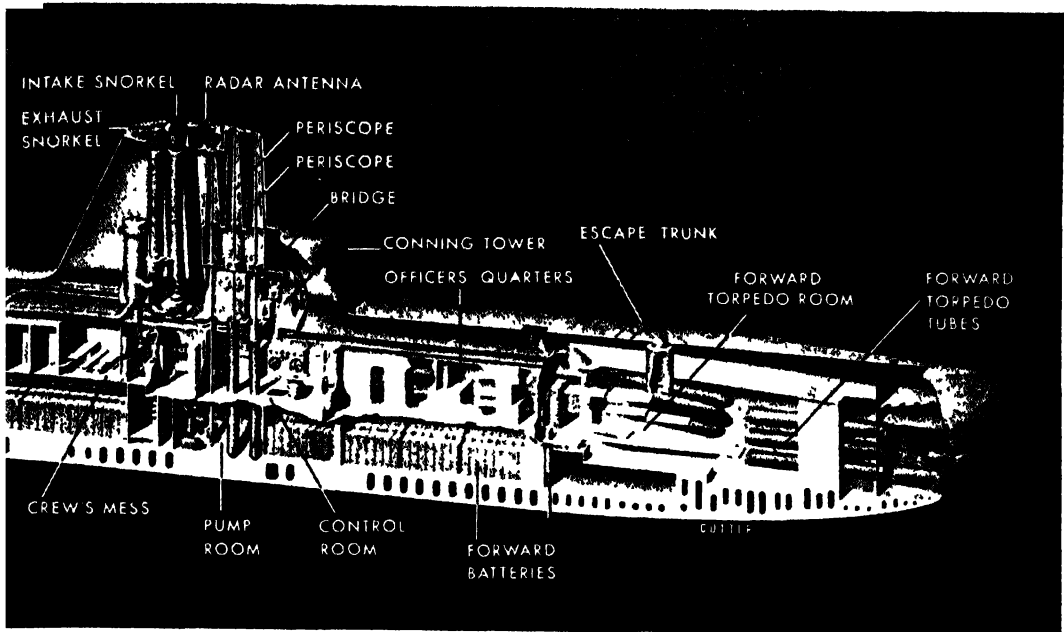 INTAKE SNORKEL
RADAR ANTENNA
EXHAUST
SNORKEL
PERISCOPE
PERISCOPE
BRIDGE
CONNING TOWER
ESCAPE TRUNK
OFFICERS QUARTERS
FORWARD
TORPEDO ROOM
FORWARD
TORPEDO
TUBES
CREW'S MESS
PUMP
ROOM
CONTROL
ROOM
FORWARD
BATTERIES